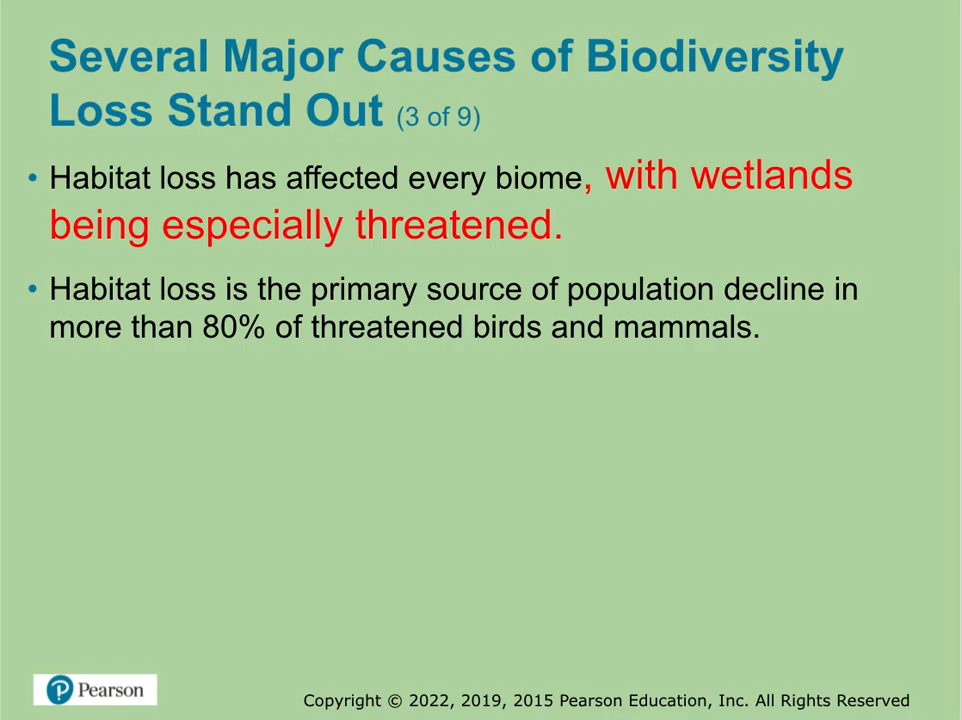 Several Major Causes of Biodiversity
Loss Stand Out (3 of 9)
• Habitat loss has affected every biome, with wetlands
being especially threatened.
• Habitat loss is the primary source of population decline in
more than 80% of threatened birds and mammals.
Pearson
Copyright © 2022, 2019, 2015 Pearson Education, Inc. All Rights Reserved